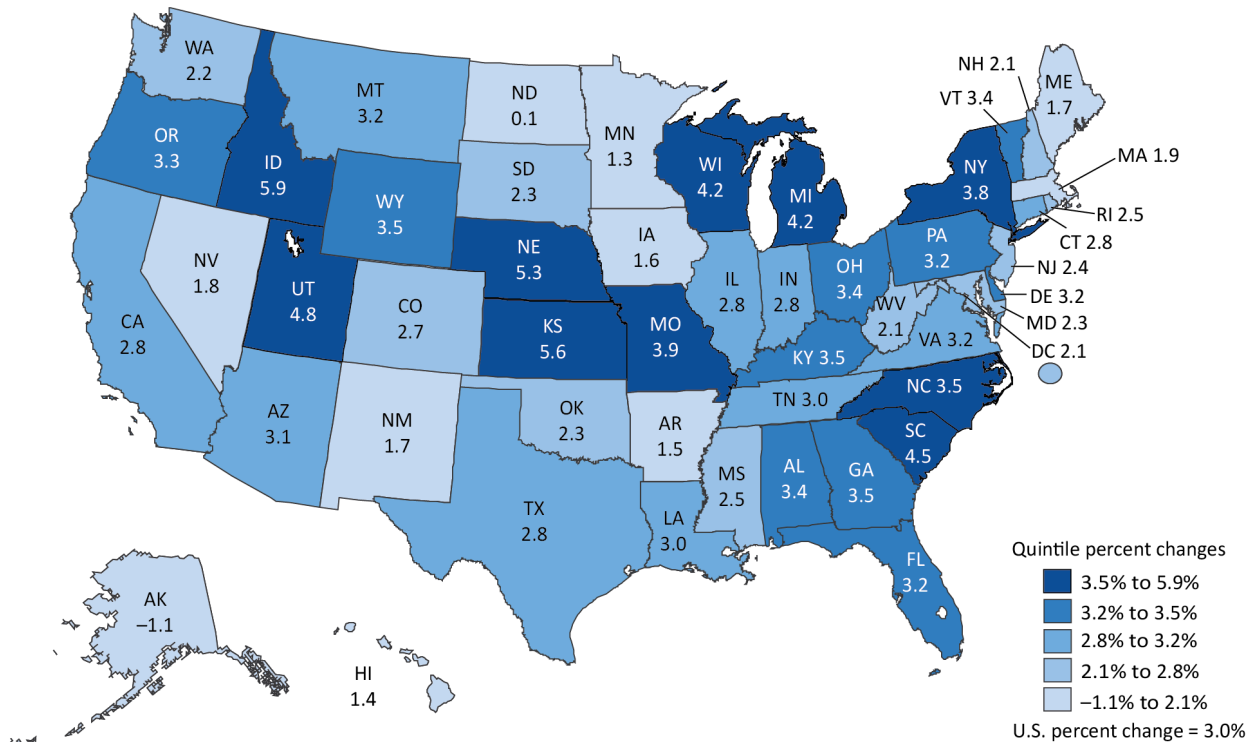 WA
2.2
MT
3.2
ND
0.1
MN
1.3
NH 2.1
ME
1.7
VT 3.4
OR
3.3
ID
5.9
SD
2.3
WI
4.2
MI
4.2
NY
3.8
MA 1.9
WY
3.5
RI 2.5
NE
5.3
IA
1.6
PA
3.2
CT 2.8
NV
1.8
UT
4.8
IL
2.8
IN
2.8
OH
3.4
NJ 2.4
CA
2.8
CO
2.7
KS
5.6
MO
3.9
WV
2.1
DE 3.2
MD 2.3
VA 3.2
DC 2.1
KY 3.5
NC 3.5
TN 3.0
AZ
3.1
NM
1.7
OK
2.3
AR
1.5
SC
4.5
MS
2.5
AL
3.4
GA
3.5
TX
2.8
LA
3.0
FL
3.2
AK
–1.1
HI
1.4
Quintile percent changes
3.5% to 5.9%
3.2% to 3.5%
2.8% to 3.2%
2.1% to 2.8%
–1.1% to 2.1%
U.S. percent change = 3.0%